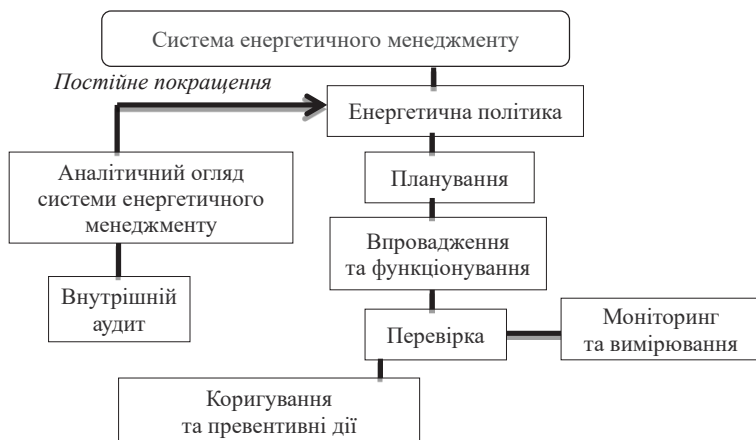 Система енергетичного менеджменту
Постійне покращення
Енергетична політика
Аналітичний огляд
системи енергетичного
менеджменту
Планування
Впровадження
та функціонування
Внутрішній
аудит
Перевірка
Моніторинг
та вимірювання
Коригування
та превентивні дії